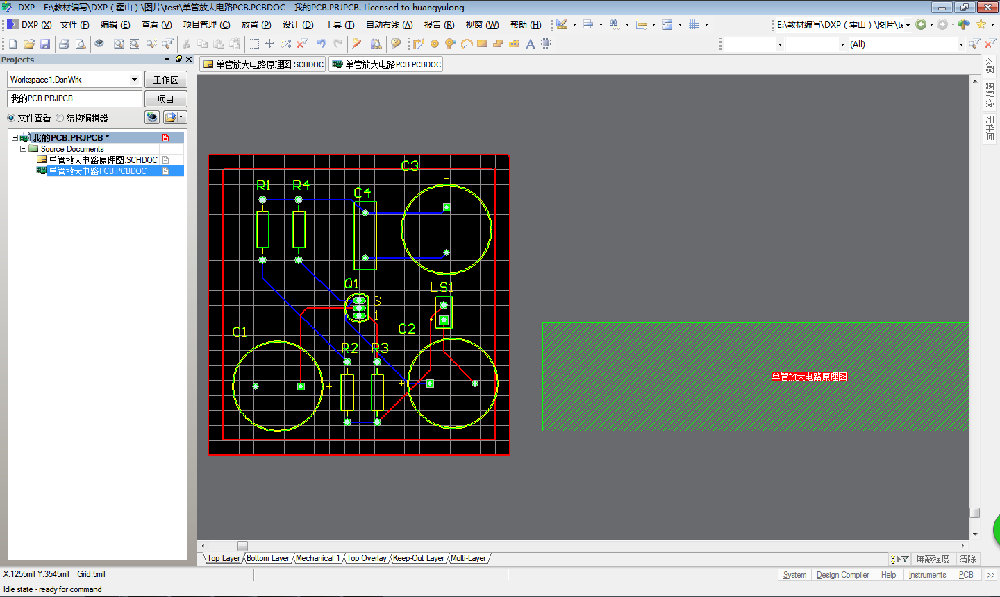 DXP - E:\教材编写\DXP（霍山）\图片\test\单管放大电路PCB.PCBDOC - 我的PCB.PRJPCB. Licensed to huangyulong
DXP (X) 文件 (F) 编辑 (E) 查看 (V) 项目管理 (C) 放置 (P) 设计 (D) 工具 (T) 自动布线 (A) 报告 (R) 视窗 (W) 帮助 (H) E:\教材编写\DXP（霍山）\图片\te
(All)
Projects
单管放大电路原理图.SCHDOC 单管放大电路PCB.PCBDOC
Workspace1.DsnWrk 工作区
我的PCB.PRJPCB 项目
文件查看 结构编辑器
我的PCB.PRJPCB *
Source Documents
单管放大电路原理图.SCHDOC
单管放大电路PCB.PCBDOC
收藏
剪贴板
元件库
C3
R1 R4
C4
Q1
3
1
LS1
C1
C2
R2 R3
单管放大电路原理图
Top Layer Bottom Layer Mechanical 1 Top Overlay Keep-Out Layer Multi-Layer
屏蔽程度 清除
X:1255mil Y:3545mil Grid:5mil
System Design Compiler Help Instruments PCB >>
Idle state - ready for command